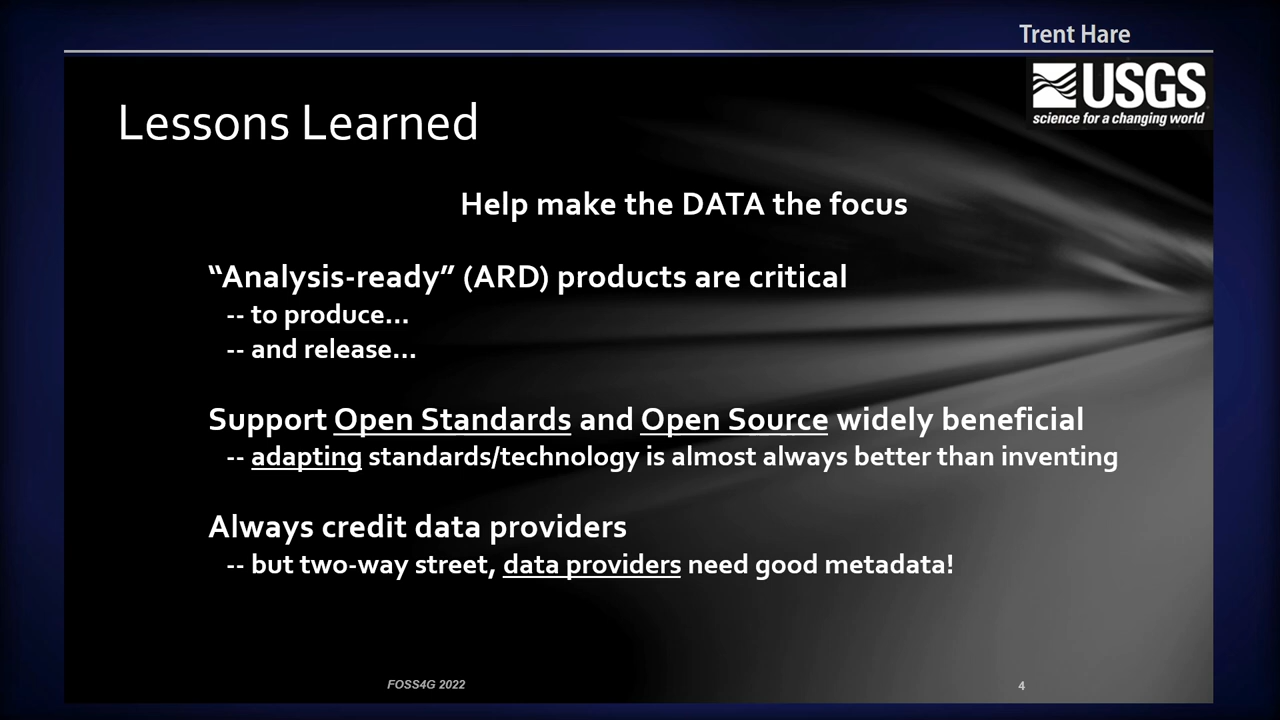 Trent Hare
USGS
science for a changing world
Lessons Learned
Help make the DATA the focus
“Analysis-ready” (ARD) products are critical
-- to produce...
-- and release...
Support Open Standards and Open Source widely beneficial
-- adapting standards/technology is almost always better than inventing
Always credit data providers
-- but two-way street, data providers need good metadata!
FOSS4G 2022
4